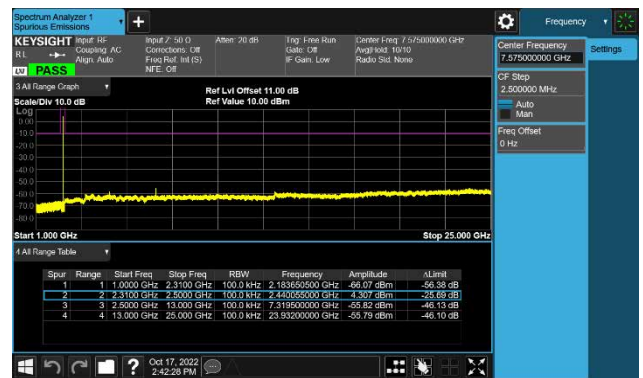 Spectrum Analyzer 1
Spurious Emissions
Frequency
KEYSIGHT
RL
Input: RF
Coupling: AC
Align: Auto
Input Z: 50 Ω
Corrections: Off
Freq Ref: Int (S)
NFE: Off
Atten: 20 dB
Trig: Free Run
Gate: Off
IF Gain: Low
Center Freq: 7.575000000 GHz
Avg|Hold: 10/10
Radio Std: None
PASS
3 All Range Graph
Scale/Div 10.0 dB
Ref Lvl Offset 11.00 dB
Ref Value 10.00 dBm
Log
0.00
-10.0
-20.0
-30.0
-40.0
-50.0
-60.0
-70.0
-80.0
Start 1.000 GHz
Stop 25.000 GHz
4 All Range Table
Spur Range Start Freq Stop Freq RBW Frequency Amplitude ΔLimit
1 1 1.0000 GHz 2.3100 GHz 100.0 kHz 2.183650500 GHz -66.07 dBm -56.38 dB
2 2 2.3100 GHz 2.5000 GHz 100.0 kHz 2.440055000 GHz 4.307 dBm -25.69 dB
3 3 2.5000 GHz 13.000 GHz 100.0 kHz 7.319500000 GHz -55.82 dBm -46.13 dB
4 4 13.000 GHz 25.000 GHz 100.0 kHz 23.93200000 GHz -55.79 dBm -46.10 dB
Center Frequency
7.575000000 GHz
Settings
CF Step
2.500000 MHz
Auto
Man
Freq Offset
0 Hz
?
Oct 17, 2022
2:42:28 PM